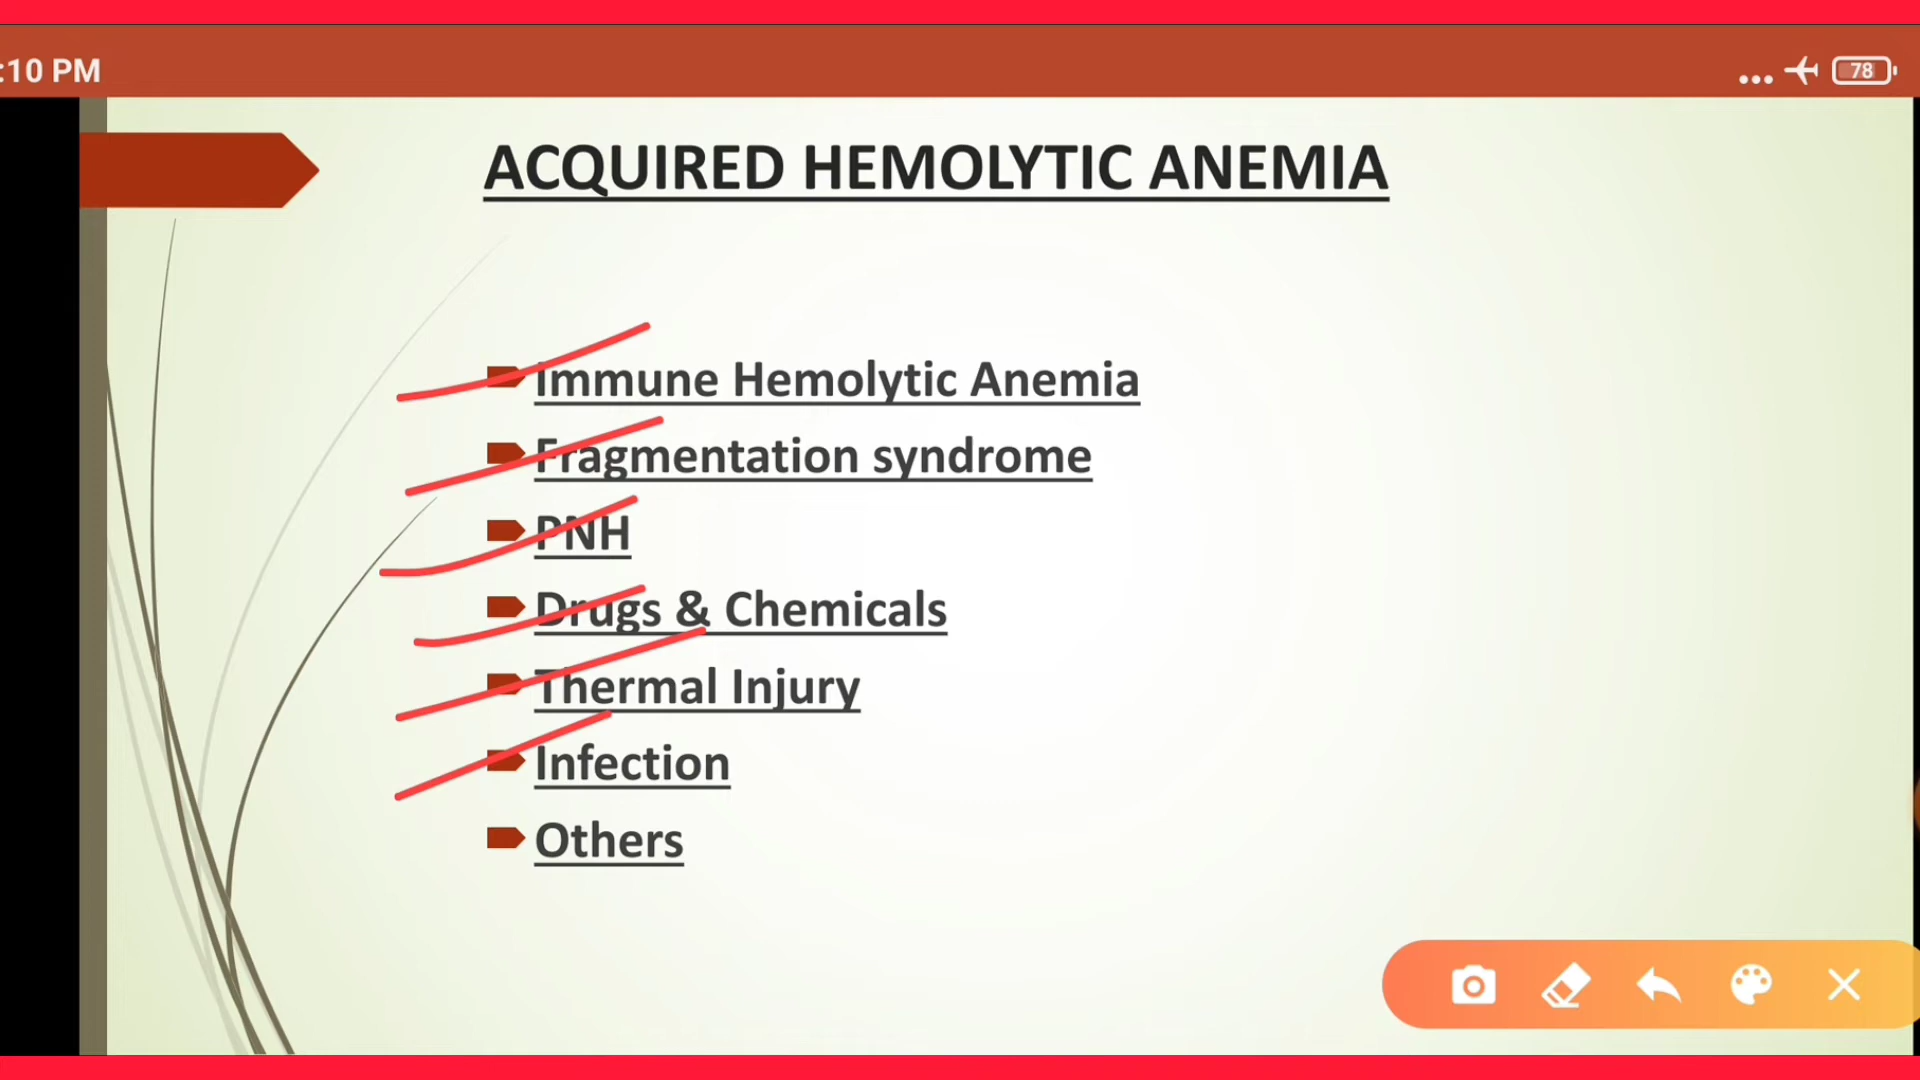 :10 PM
78
ACQUIRED HEMOLYTIC ANEMIA
Immune Hemolytic Anemia
Fragmentation syndrome
PNH
Drugs & Chemicals
Thermal Injury
Infection
Others